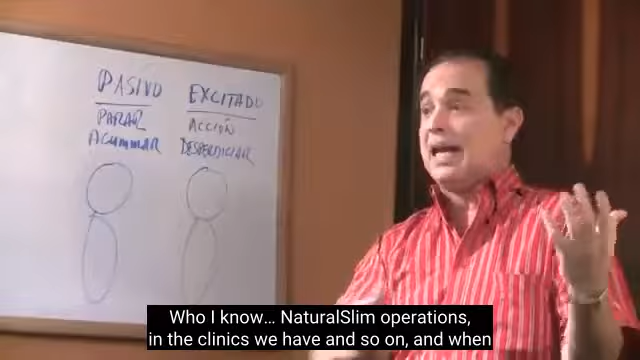 PASIVO
PARAR
ACUMULAR
EXCITADO
ACCIÓN
DESPERDICIAR
Who I know... NaturalSlim operations,
in the clinics we have and so on, and when